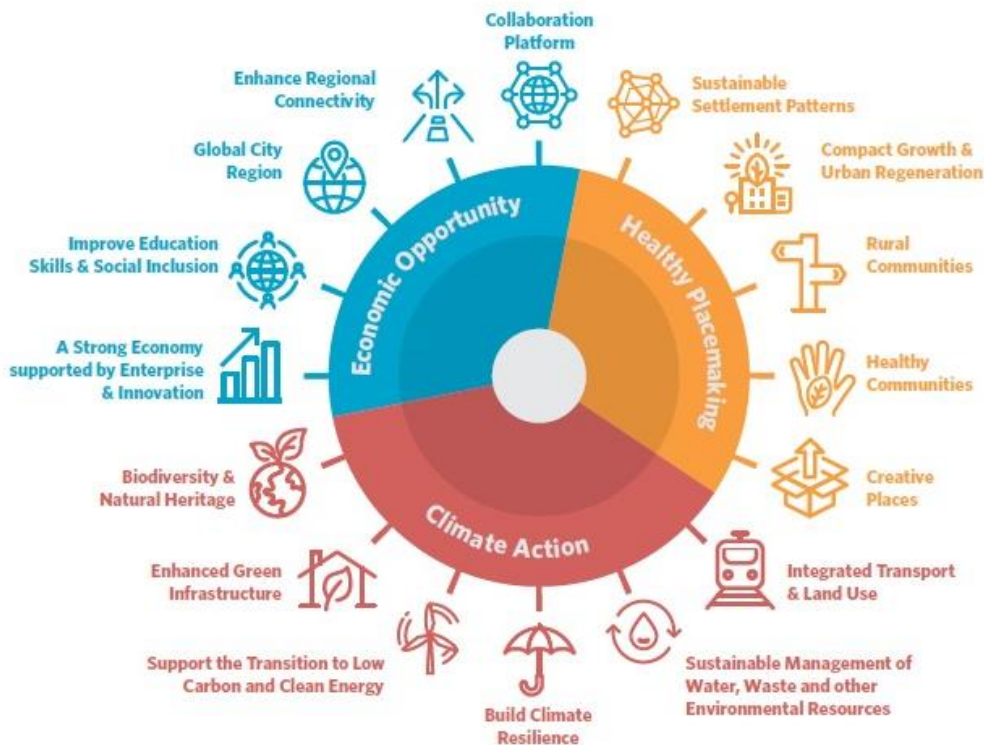 Collaboration
Platform
Sustainable
Settlement Patterns
Compact Growth &
Urban Regeneration
Rural
Communities
Healthy
Communities
Creative
Places
Integrated Transport
& Land Use
Sustainable Management of
Water, Waste and other
Environmental Resources
Build Climate
Resilience
Support the Transition to Low
Carbon and Clean Energy
Enhanced Green
Infrastructure
Biodiversity &
Natural Heritage
A Strong Economy
supported by Enterprise
& Innovation
Improve Education
Skills & Social Inclusion
Global City
Region
Enhance Regional
Connectivity
Economic Opportunity
Healthy Placemaking
Climate Action